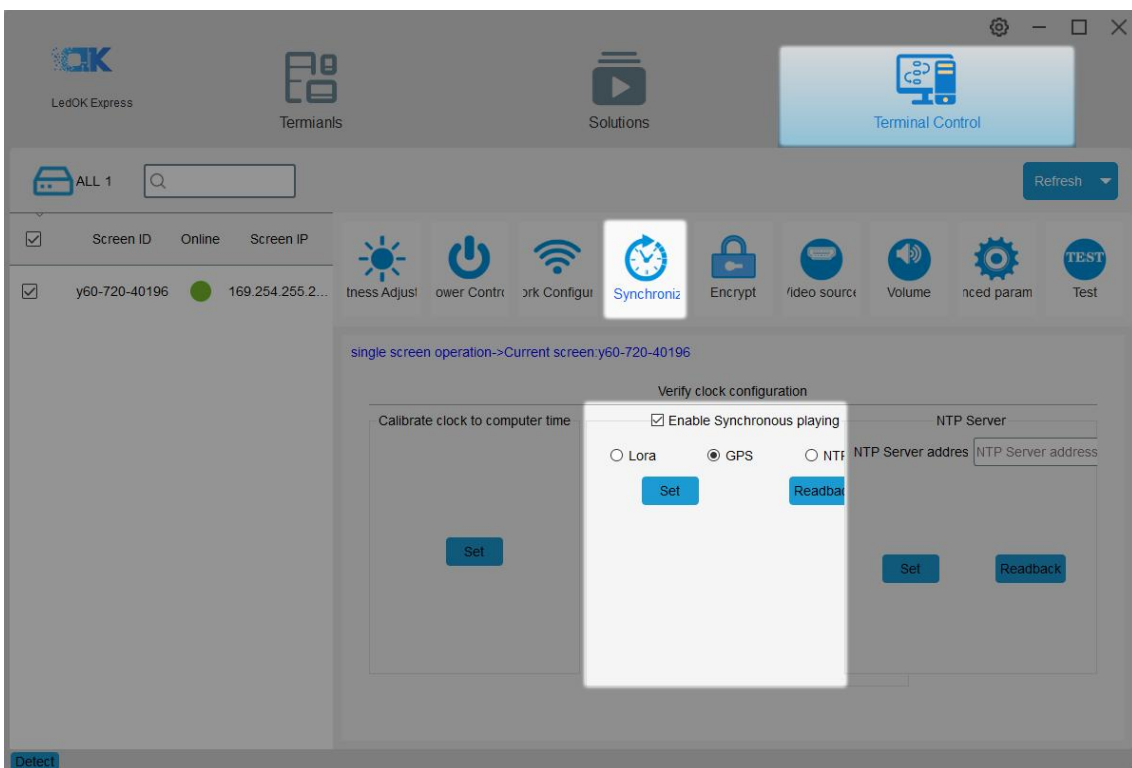 LedOK Express
Termianls
Solutions
Terminal Control
ALL 1
Refresh
Screen ID Online Screen IP
y60-720-40196 169.254.255.2...
tness Adjust ower Contro ork Configur Synchroniz Encrypt Video source Volume nced param Test
TEST
single screen operation->Current screen:y60-720-40196
Verify clock configuration
Calibrate clock to computer time
Enable Synchronous playing
NTP Server
Lora GPS NTP
NTP Server addres NTP Server address
Set Readbac
Set
Set Readback
Detect